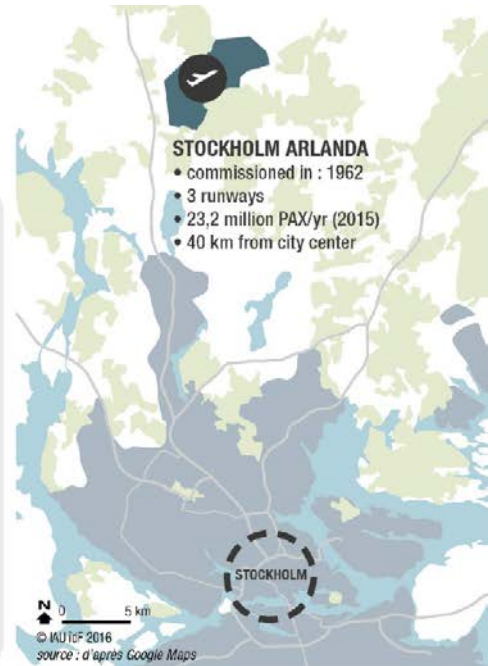 STOCKHOLM ARLANDA
• commissioned in : 1962
• 3 runways
• 23,2 million PAX/yr (2015)
• 40 km from city center
STOCKHOLM
N 0 5 km
© IAU îdF 2016
source : d'après Google Maps